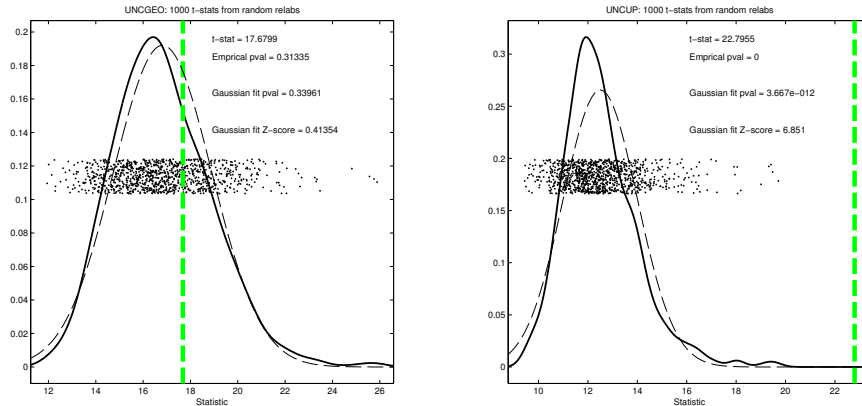 UNCGEO: 1000 t−stats from random relabs
t−stat = 17.6799
Emprical pval = 0.31335
Gaussian fit pval = 0.33961
Gaussian fit Z−score = 0.41354
0.2
0.18
0.16
0.14
0.12
0.1
0.08
0.06
0.04
0.02
0
12 14 16 18 20 22 24 26
Statistic
UNCUP: 1000 t−stats from random relabs
t−stat = 22.7955
Emprical pval = 0
Gaussian fit pval = 3.667e−012
Gaussian fit Z−score = 6.851
0.3
0.25
0.2
0.15
0.1
0.05
0
10 12 14 16 18 20 22
Statistic